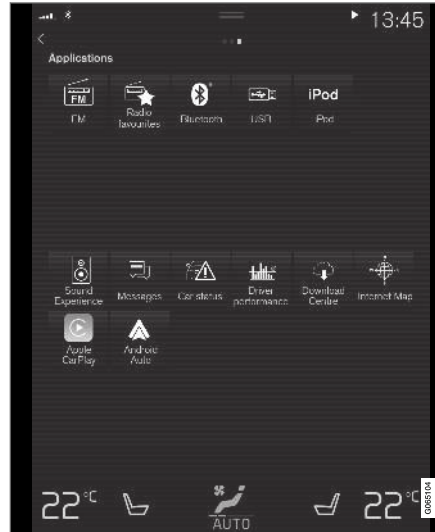 13:45
Applications
FM
FM
Radio
favourites
Bluetooth
USB
iPod
iPod
Sound
Experience
Messages
Car status
Driver
performance
Download
Centre
Internet Map
Apple
CarPlay
Android
Auto
22°C
AUTO
22°C
G065104